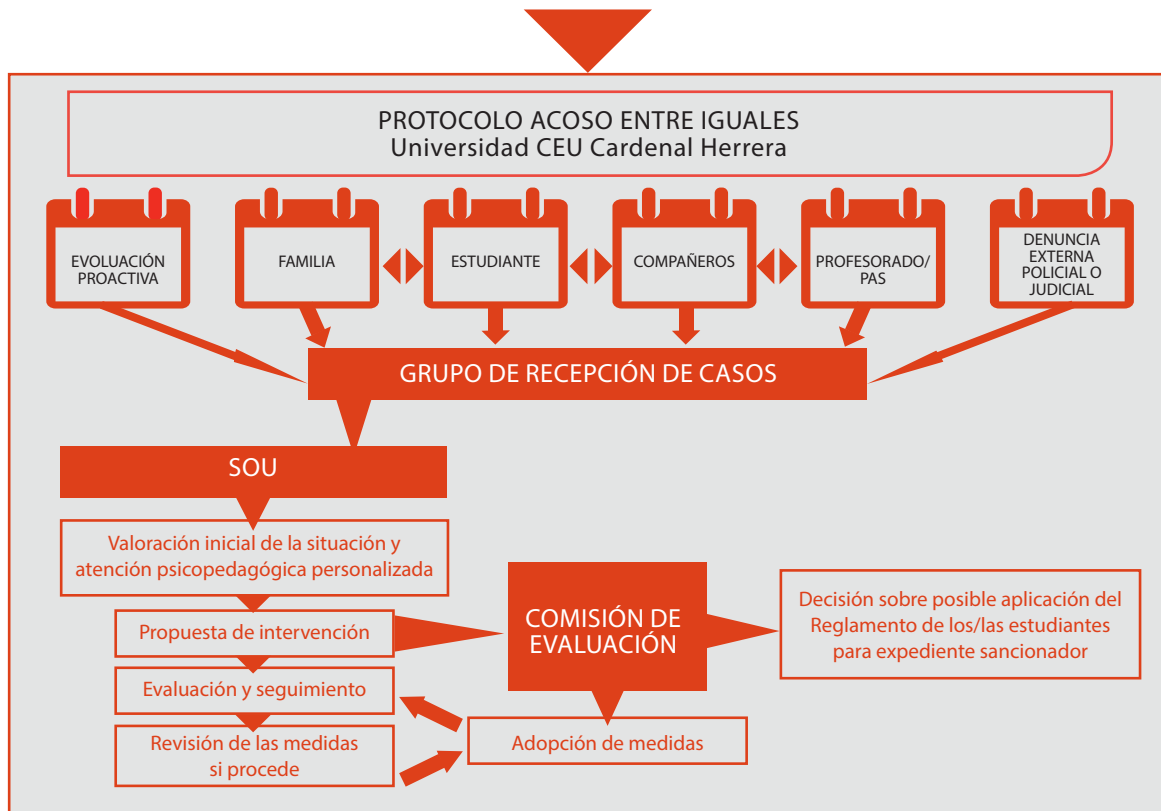 PROTOCOLO ACOSO ENTRE IGUALES
Universidad CEU Cardenal Herrera
EVOLUACIÓN
PROACTIVA
FAMILIA
ESTUDIANTE
COMPAÑEROS
PROFESORADO/
PAS
DENUNCIA
EXTERNA
POLICIAL O
JUDICIAL
GRUPO DE RECEPCIÓN DE CASOS
SOU
Valoración inicial de la situación y
atención psicopedagógica personalizada
Propuesta de intervención
Evaluación y seguimiento
Revisión de las medidas
si procede
COMISIÓN DE
EVALUACIÓN
Adopción de medidas
Decisión sobre posible aplicación del
Reglamento de los/las estudiantes
para expediente sancionador